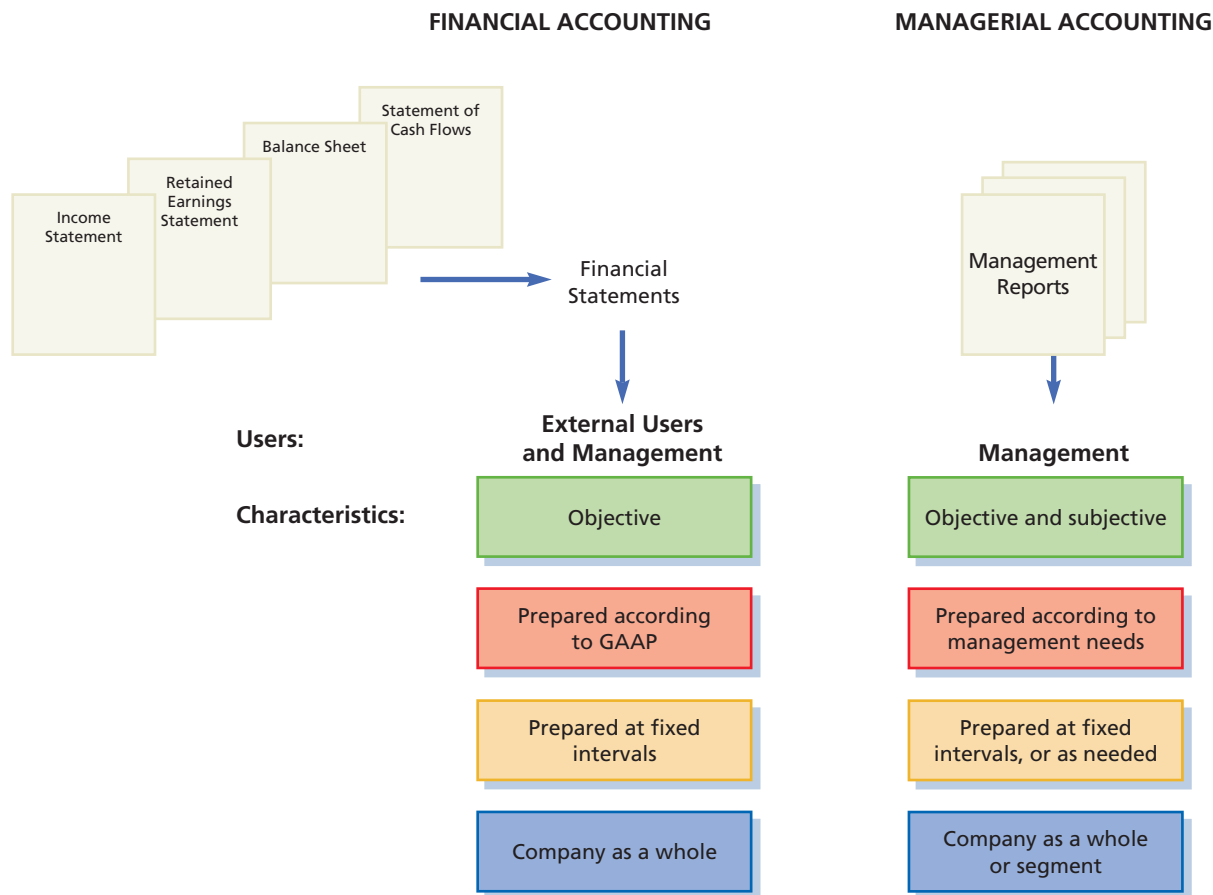 FINANCIAL ACCOUNTING
MANAGERIAL ACCOUNTING
Statement of
Cash Flows
Balance Sheet
Retained
Earnings
Statement
Income
Statement
Financial
Statements
Management
Reports
Users:
External Users
and Management
Management
Characteristics:
Objective
Objective and subjective
Prepared according
to GAAP
Prepared according to
management needs
Prepared at fixed
intervals
Prepared at fixed
intervals, or as needed
Company as a whole
Company as a whole
or segment